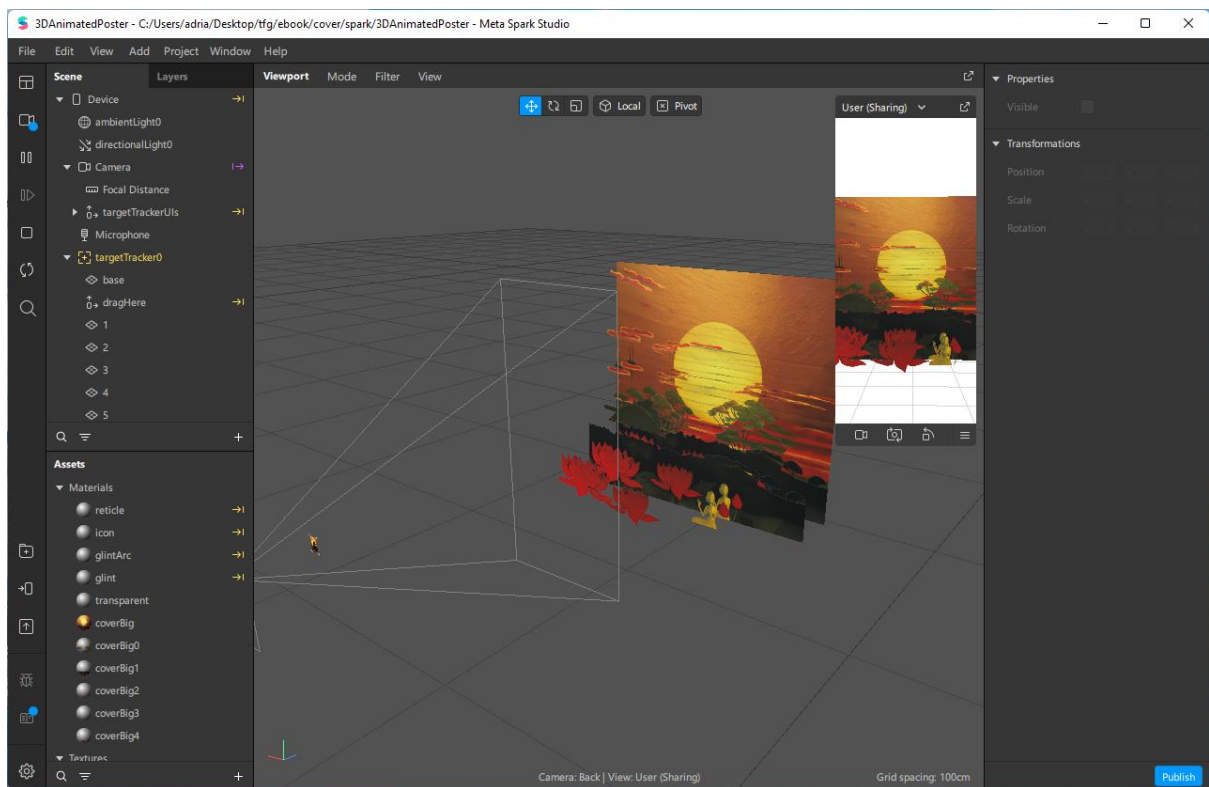 3DAnimatedPoster - C:/Users/adria/Desktop/tfg/ebook/cover/spark/3DAnimatedPoster - Meta Spark Studio
File Edit View Add Project Window Help
Scene Layers
Device
ambientLight0
directionalLight0
Camera
Focal Distance
targetTrackerUIs
Microphone
targetTracker0
base
dragHere
1
2
3
4
5
Assets
Materials
reticle
icon
glintArc
glint
transparent
coverBig
coverBig0
coverBig1
coverBig2
coverBig3
coverBig4
Textures
Viewport Mode Filter View
Local Pivot
User (Sharing)
Camera: Back | View: User (Sharing) Grid spacing: 100cm
Properties
Visible
Transformations
Position
Scale
Rotation
Publish